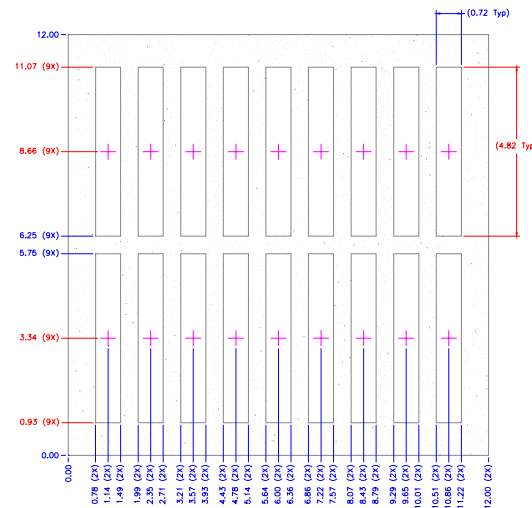 (0.72 Typ)
12.00
11.07 (9X)
(4.82 Typ
8.66 (9X)
6.25 (9X)
5.75 (9X)
3.34 (9X)
0.93 (9X)
0.00
0.00
0.78 (2X)
1.14 (2X)
1.49 (2X)
1.99 (2X)
2.35 (2X)
2.71 (2X)
3.21 (2X)
3.57 (2X)
3.93 (2X)
4.43 (2X)
4.78 (2X)
5.14 (2X)
5.64 (2X)
6.00 (2X)
6.36 (2X)
6.86 (2X)
7.22 (2X)
7.57 (2X)
8.07 (2X)
8.43 (2X)
8.79 (2X)
9.29 (2X)
9.65 (2X)
10.01 (2X)
10.51 (2X)
10.86 (2X)
11.22 (2X)
12.00 (2X)